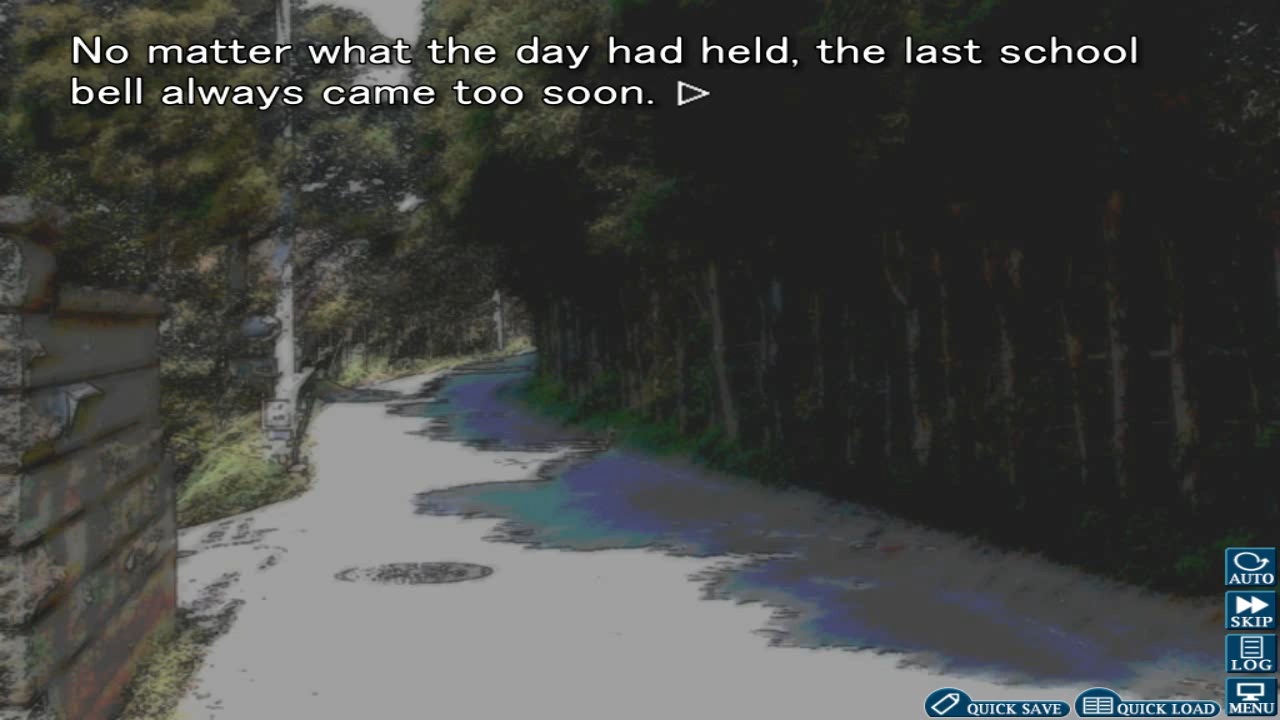 No matter what the day had held, the last school
bell always came too soon.
AUTO
SKIP
LOG
MENU
QUICK SAVE
QUICK LOAD